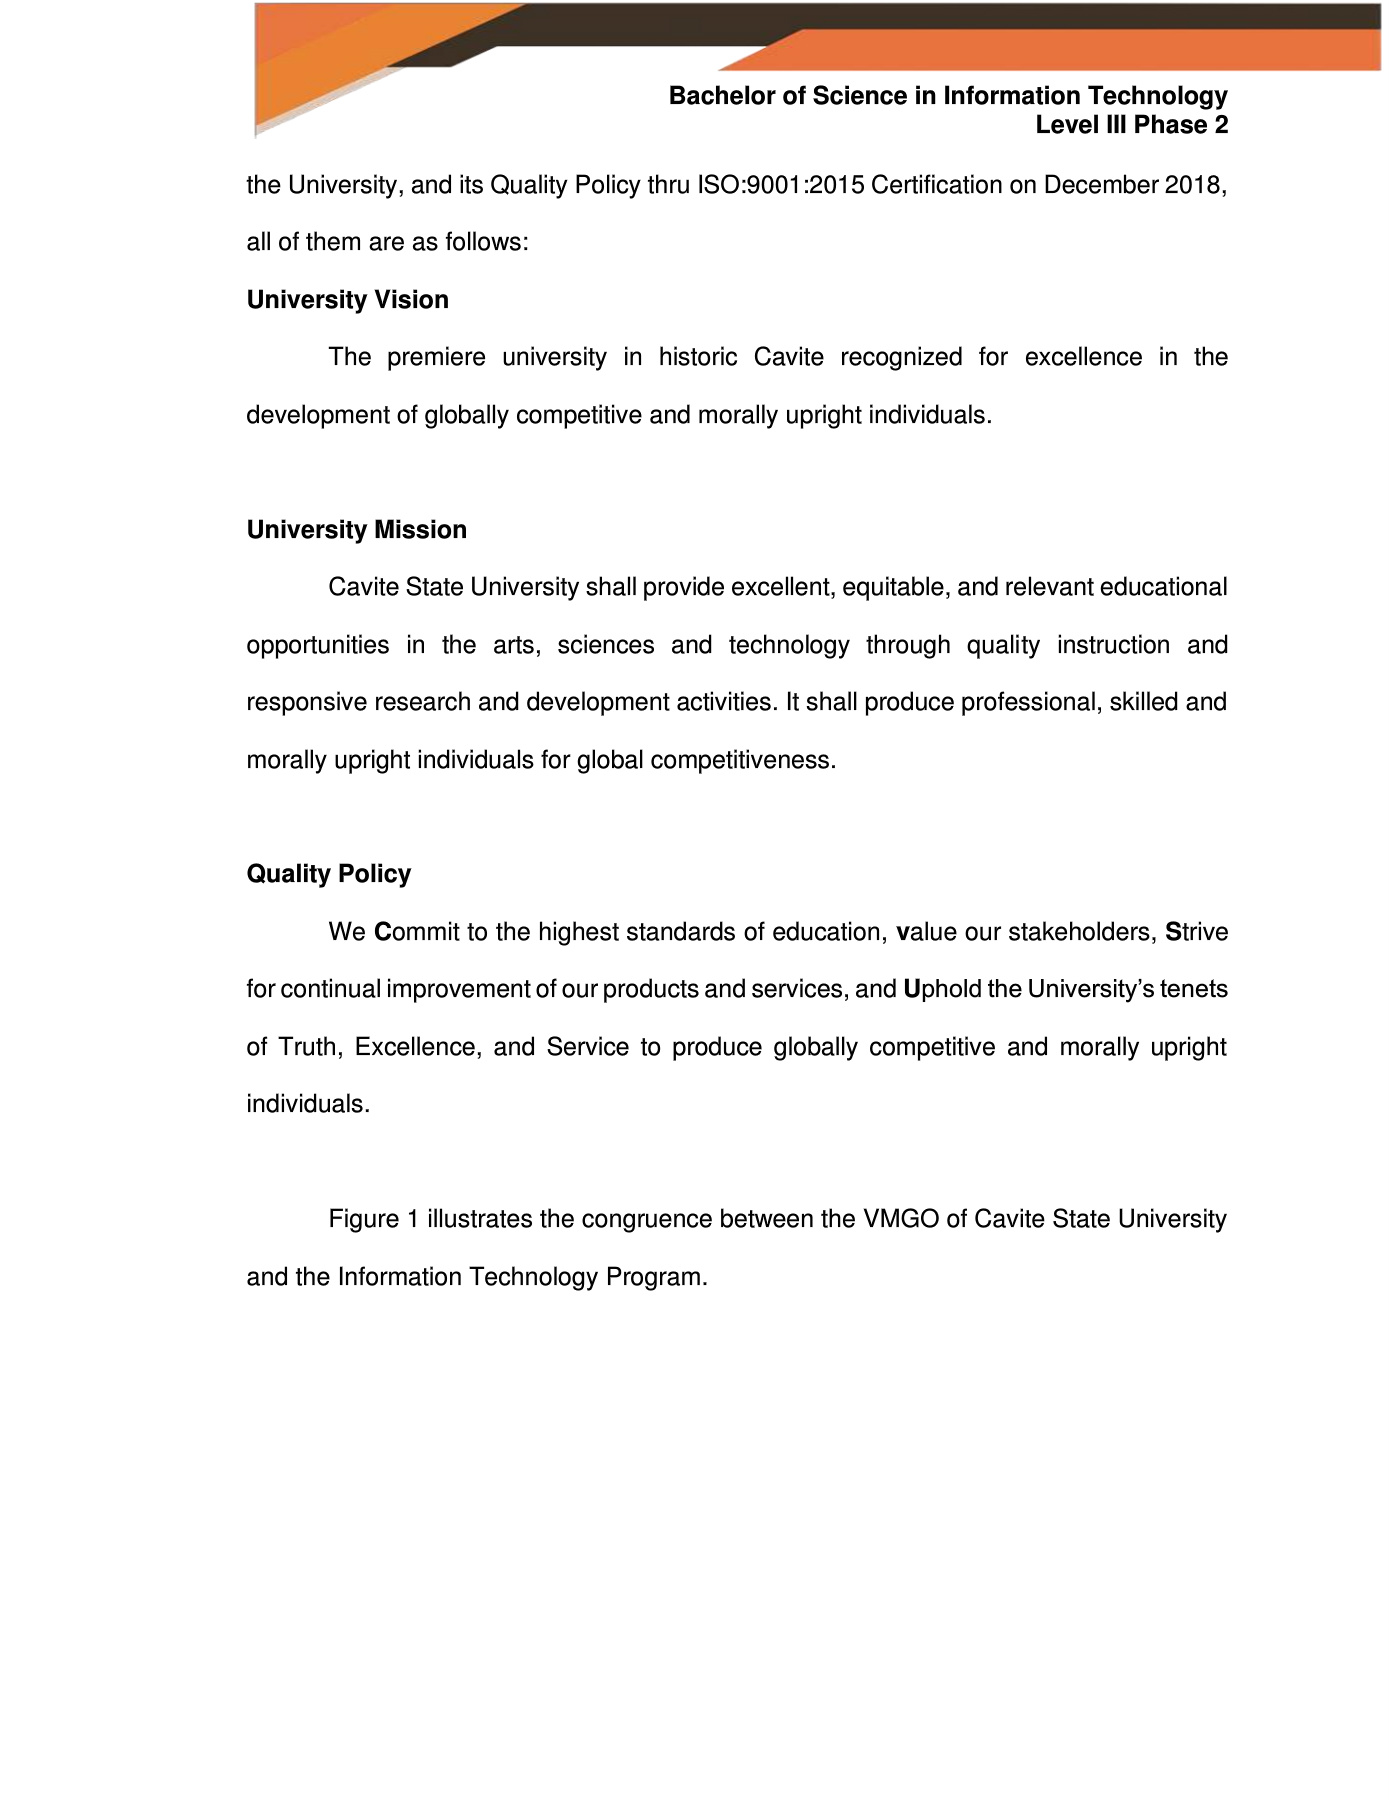 Bachelor of Science in Information Technology
Level III Phase 2
the University, and its Quality Policy thru ISO:9001:2015 Certification on December 2018,
all of them are as follows:
University Vision
The premiere university in historic Cavite recognized for excellence in the
development of globally competitive and morally upright individuals.
University Mission
Cavite State University shall provide excellent, equitable, and relevant educational
opportunities in the arts, sciences and technology through quality instruction and
responsive research and development activities. It shall produce professional, skilled and
morally upright individuals for global competitiveness.
Quality Policy
We Commit to the highest standards of education, value our stakeholders, Strive
for continual improvement of our products and services, and Uphold the University’s tenets
of Truth, Excellence, and Service to produce globally competitive and morally upright
individuals.
Figure 1 illustrates the congruence between the VMGO of Cavite State University
and the Information Technology Program.